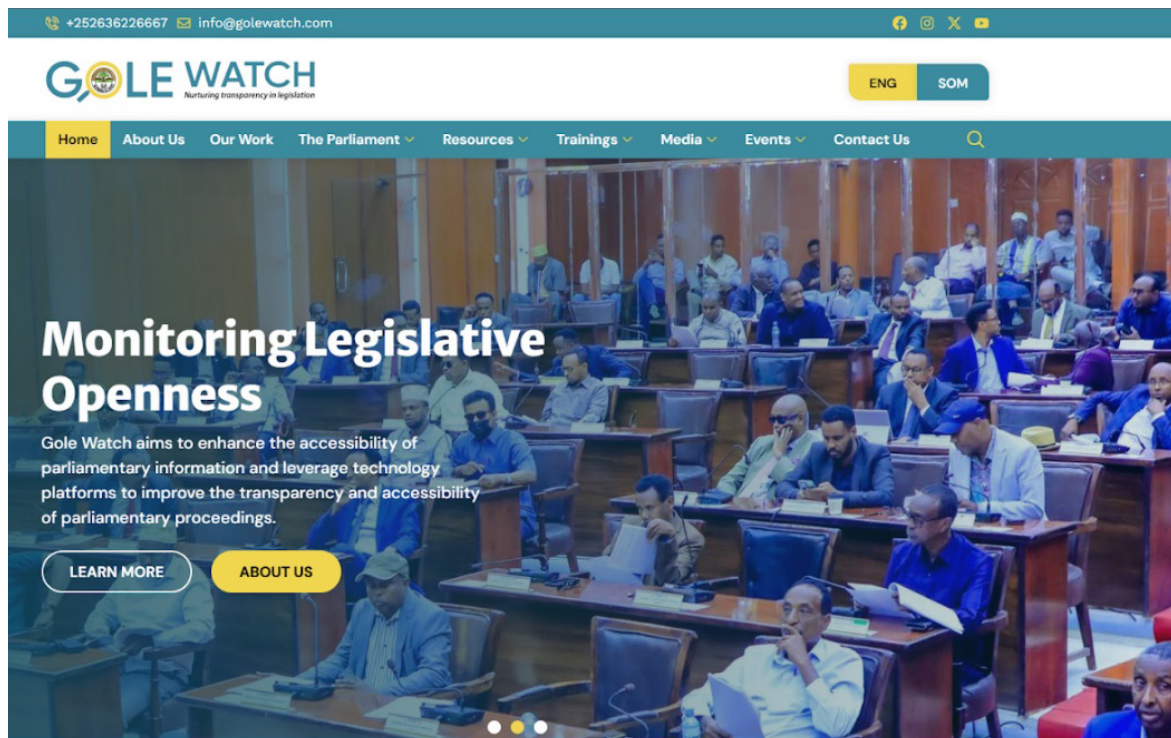 +252636226667 info@golewatch.com
GOLE WATCH
Nurturing transparency in legislation
ENG SOM
Home About Us Our Work The Parliament Resources Trainings Media Events Contact Us
Monitoring Legislative
Openness
Gole Watch aims to enhance the accessibility of
parliamentary information and leverage technology
platforms to improve the transparency and accessibility
of parliamentary proceedings.
LEARN MORE ABOUT US